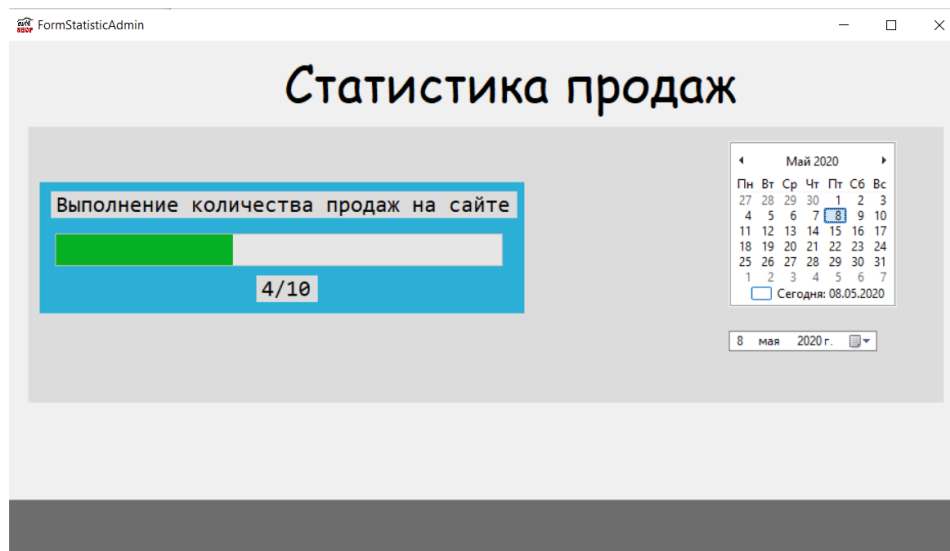 auto SHOP FormStatisticAdmin
Статистика продаж
Выполнение количества продаж на сайте
4/10
Май 2020
Пн Вт Ср Чт Пт Сб Вс
27 28 29 30 1 2 3
4 5 6 7 8 9 10
11 12 13 14 15 16 17
18 19 20 21 22 23 24
25 26 27 28 29 30 31
1 2 3 4 5 6 7
Сегодня: 08.05.2020
8 мая 2020 г.